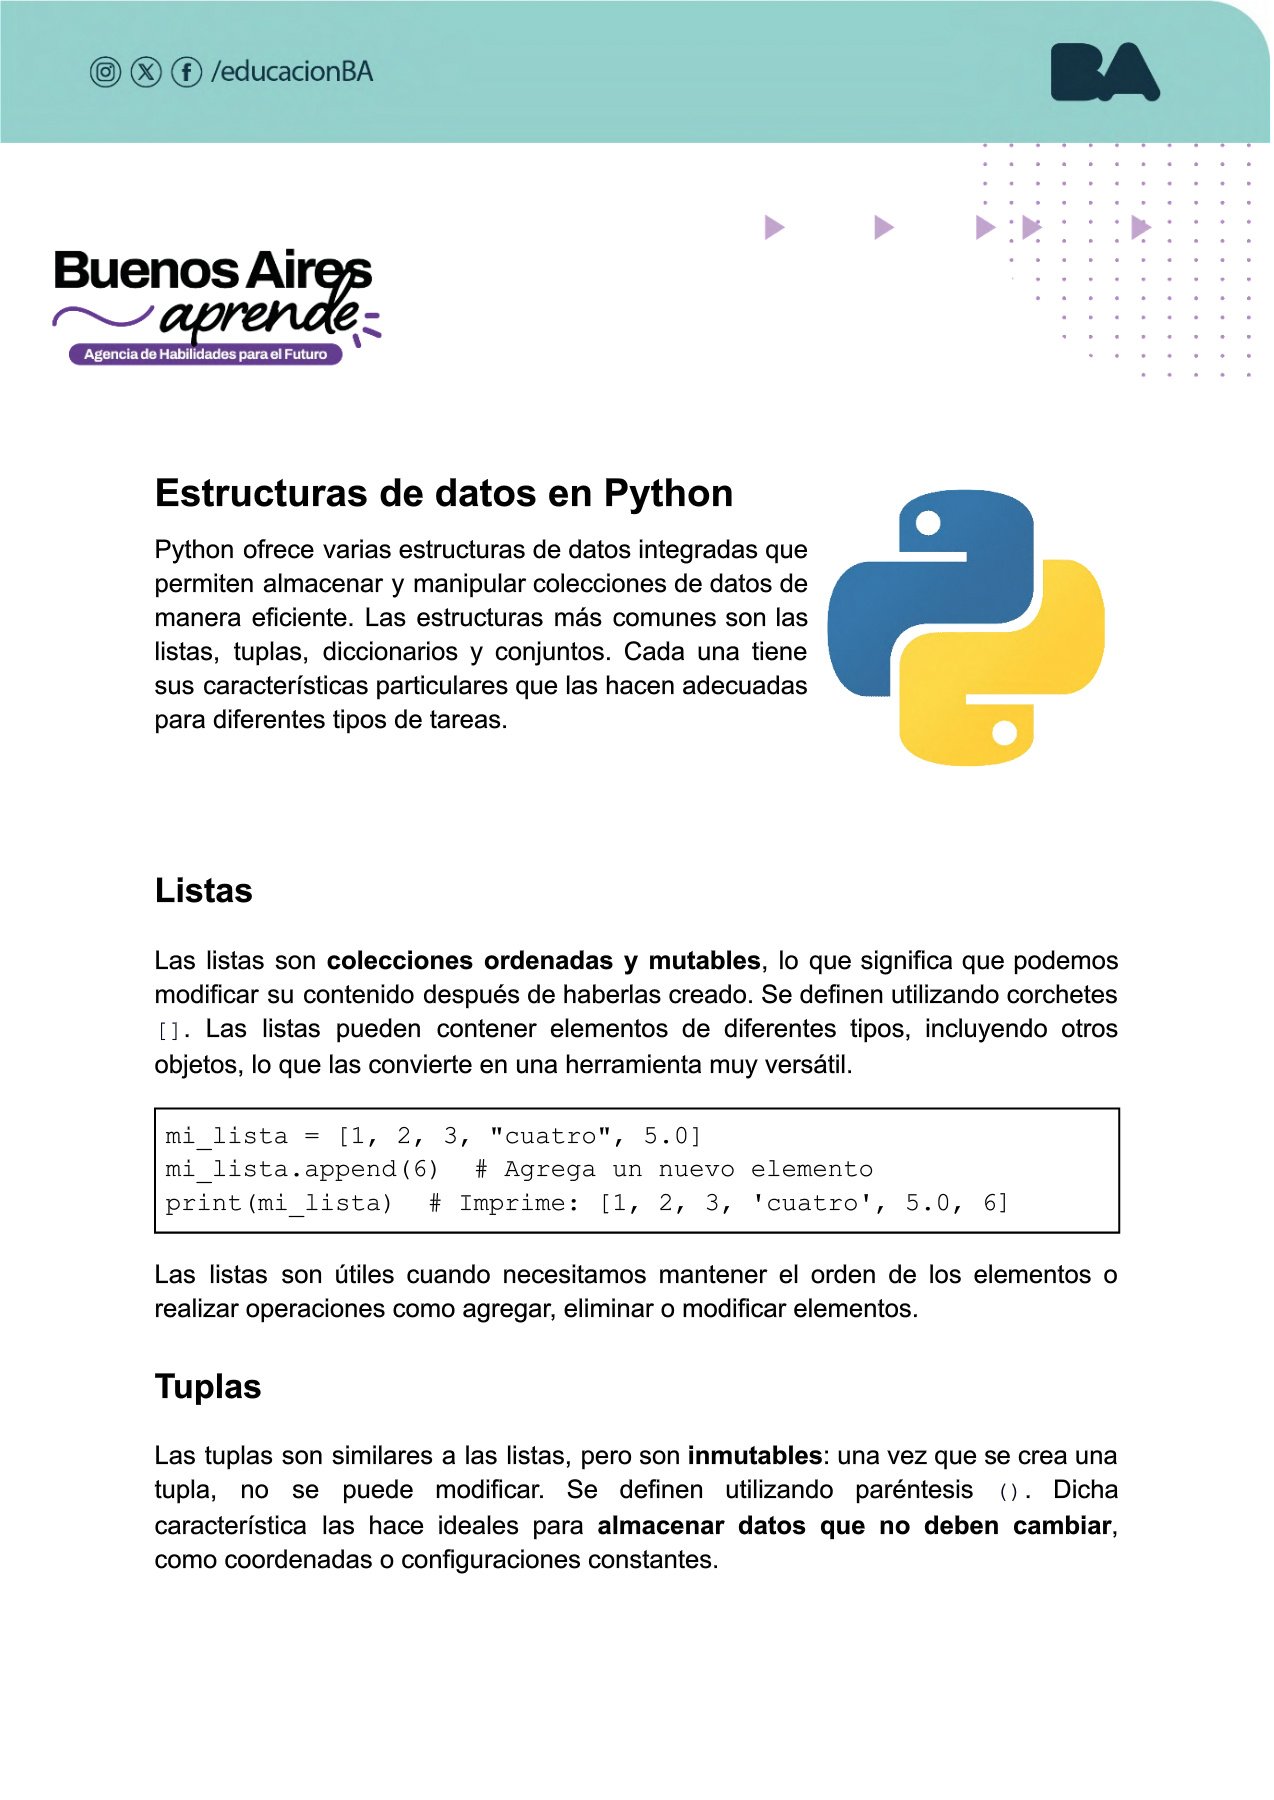 /educacionBA
BA
Buenos Aires
aprende
Agencia de Habilidades para el Futuro
Estructuras de datos en Python
Python ofrece varias estructuras de datos integradas que
permiten almacenar y manipular colecciones de datos de
manera eficiente. Las estructuras más comunes son las
listas, tuplas, diccionarios y conjuntos. Cada una tiene
sus características particulares que las hacen adecuadas
para diferentes tipos de tareas.
Listas
Las listas son colecciones ordenadas y mutables, lo que significa que podemos
modificar su contenido después de haberlas creado. Se definen utilizando corchetes
[]. Las listas pueden contener elementos de diferentes tipos, incluyendo otros
objetos, lo que las convierte en una herramienta muy versátil.
mi_lista = [1, 2, 3, "cuatro", 5.0]
mi_lista.append(6)  # Agrega un nuevo elemento
print(mi_lista)  # Imprime: [1, 2, 3, 'cuatro', 5.0, 6]
Las listas son útiles cuando necesitamos mantener el orden de los elementos o
realizar operaciones como agregar, eliminar o modificar elementos.
Tuplas
Las tuplas son similares a las listas, pero son inmutables: una vez que se crea una
tupla, no se puede modificar. Se definen utilizando paréntesis (). Dicha
característica las hace ideales para almacenar datos que no deben cambiar,
como coordenadas o configuraciones constantes.